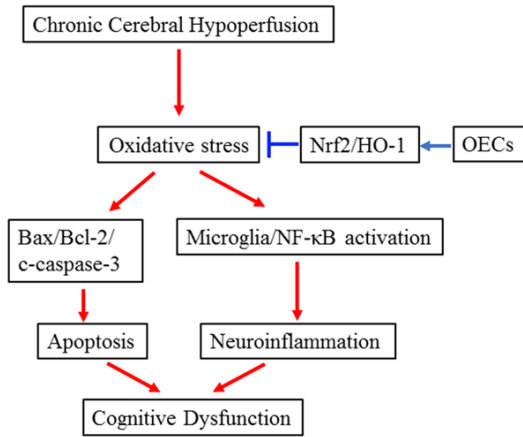 Chronic Cerebral Hypoperfusion
Oxidative stress
Nrf2/HO-1
OECs
Bax/Bcl-2/
c-caspase-3
Microglia/NF-κB activation
Apoptosis
Neuroinflammation
Cognitive Dysfunction